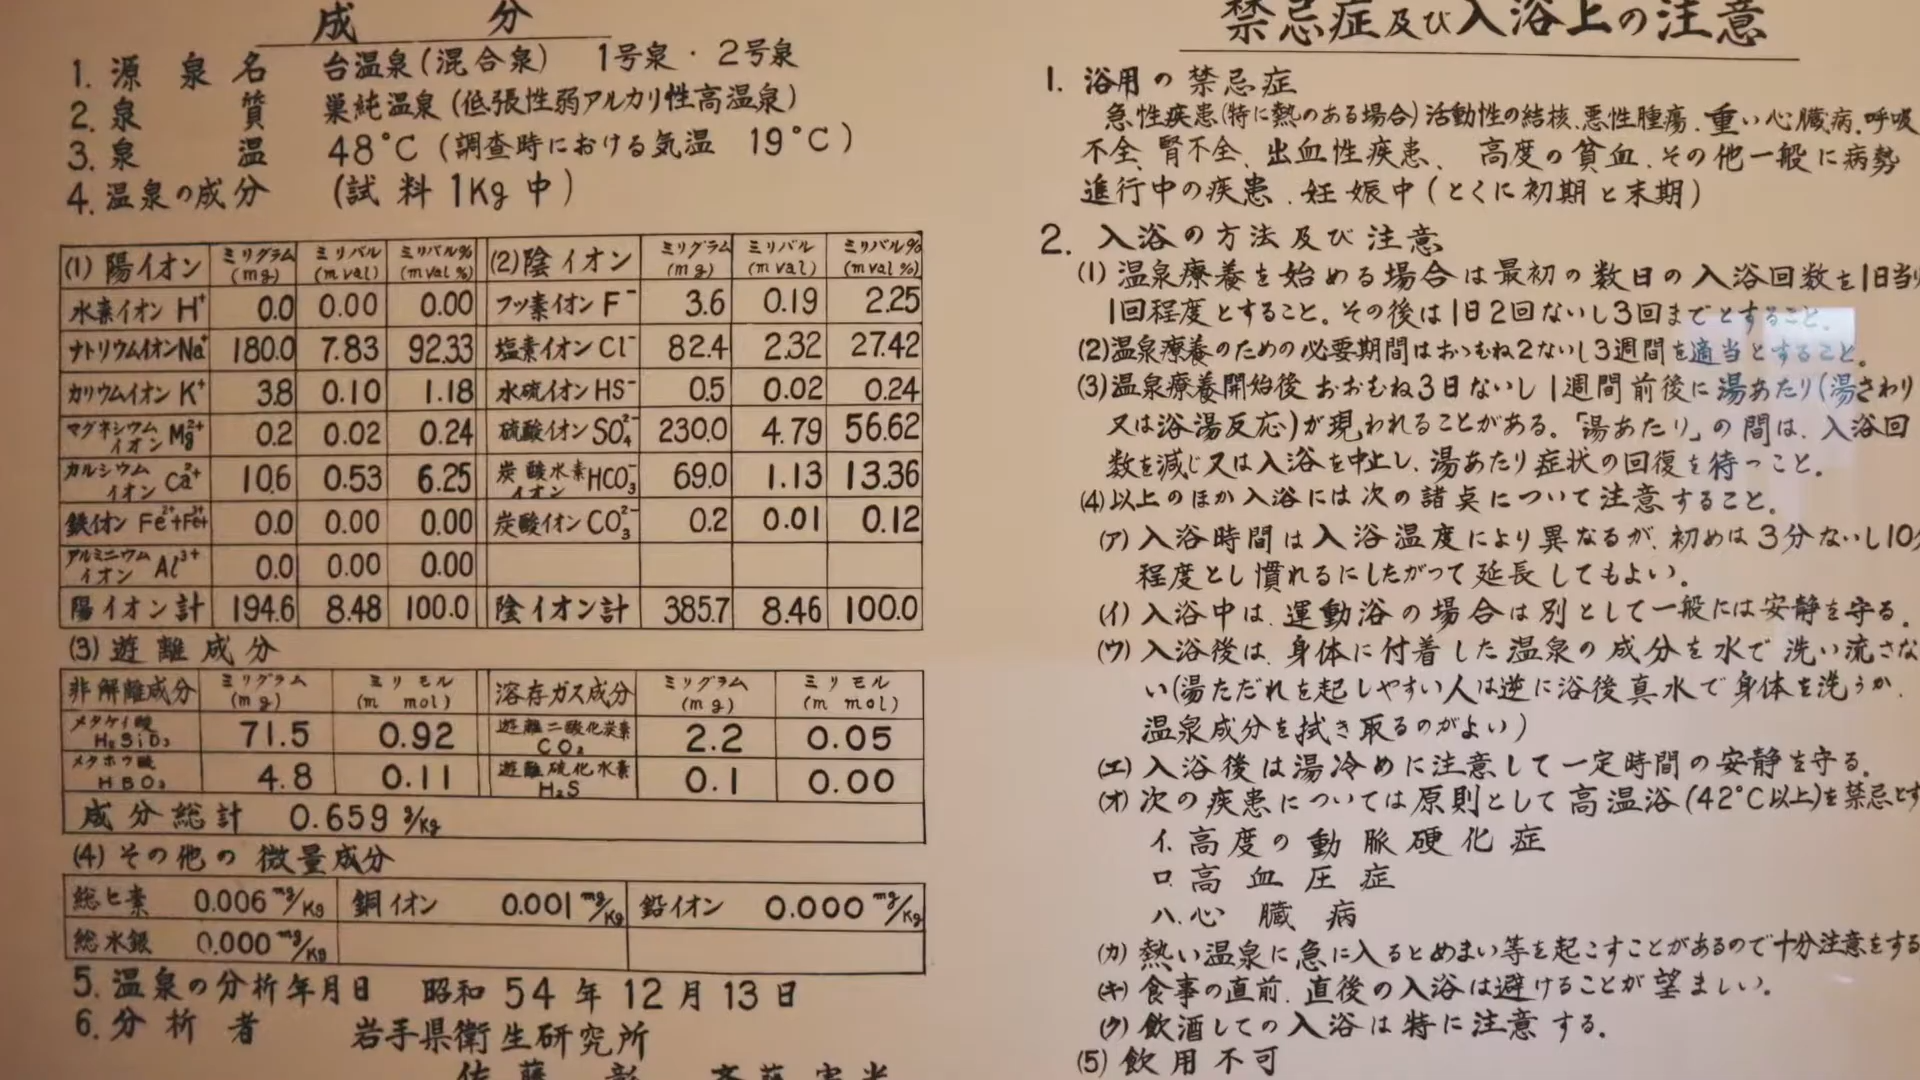 成分
1. 源泉名 台温泉(混合泉) 1号泉・2号泉
2. 泉質 単純温泉(低張性弱アルカリ性高温泉)
3. 泉温 48°C(調査時における気温 19°C)
4. 温泉の成分 (試料1Kg中)
(1)陽イオン ミリグラム(mg) ミリバル(mval) ミリバル%(mval%) (2)陰イオン ミリグラム(mg) ミリバル(mval) ミリバル%(mval%)
水素イオン H⁺ 0.0 0.00 0.00 フッ素イオン F⁻ 3.6 0.19 2.25
ナトリウムイオン Na⁺ 180.0 7.83 92.33 塩素イオン Cl⁻ 82.4 2.32 27.42
カリウムイオン K⁺ 3.8 0.10 1.18 水硫イオン HS⁻ 0.5 0.02 0.24
マグネシウムイオン Mg²⁺ 0.2 0.02 0.24 硫酸イオン SO₄²⁻ 230.0 4.79 56.62
カルシウムイオン Ca²⁺ 10.6 0.53 6.25 炭酸水素イオン HCO₃⁻ 69.0 1.13 13.36
鉄イオン Fe²⁺+Fe³⁺ 0.0 0.00 0.00 炭酸イオン CO₃²⁻ 0.2 0.01 0.12
アルミニウムイオン Al³⁺ 0.0 0.00 0.00
陽イオン計 194.6 8.48 100.0 陰イオン計 385.7 8.46 100.0
(3)遊離成分
非解離成分 ミリグラム(mg) ミリモル(m mol) 溶存ガス成分 ミリグラム(mg) ミリモル(m mol)
メタケイ酸 H₂SiO₃ 71.5 0.92 遊離二酸化炭素 CO₂ 2.2 0.05
メタホウ酸 HBO₂ 4.8 0.11 遊離硫化水素 H₂S 0.1 0.00
成分総計 0.659 g/Kg
(4)その他の微量成分
総ヒ素 0.006 mg/Kg 銅イオン 0.001 mg/Kg 鉛イオン 0.000 mg/Kg
総水銀 0.000 mg/Kg
5. 温泉の分析年月日 昭和54年12月13日
6. 分析者 岩手県衛生研究所
佐藤彰
禁忌症及び入浴上の注意
1. 浴用の禁忌症
急性疾患(特に熱のある場合)活動性の結核、悪性腫瘍、重い心臓病、呼吸
不全、腎不全、出血性疾患、高度の貧血、その他一般に病勢
進行中の疾患、妊娠中(とくに初期と末期)
2. 入浴の方法及び注意
(1)温泉療養を始める場合は最初の数日の入浴回数を1日当り
1回程度とすること。その後は1日2回ないし3回までとすること。
(2)温泉療養のための必要期間はおっむね2ないし3週間を適当とすること。
(3)温泉療養開始後おおむね3日ないし1週間前後に湯あたり(湯さわり
又は浴湯反応)が現われることがある。「湯あたり」の間は、入浴回
数を減じ又は入浴を中止し、湯あたり症状の回復を待つこと。
(4)以上のほか入浴には次の諸点について注意すること。
(ア)入浴時間は入浴温度により異なるが、初めは3分ないし10分
程度とし慣れるにしたがって延長してもよい。
(イ)入浴中は、運動浴の場合は別として一般には安静を守る。
(ウ)入浴後は、身体に付着した温泉の成分を水で洗い流さな
い(湯ただれを起しやすい人は逆に浴後真水で身体を洗うか、
温泉成分を拭き取るのがよい)
(エ)入浴後は湯冷めに注意して一定時間の安静を守る。
(オ)次の疾患については原則として高温浴(42°C以上)を禁忌とす
イ.高度の動脈硬化症
ロ.高血圧症
ハ.心臓病
(カ)熱い温泉に急に入るとめまい等を起こすことがあるので十分注意をする
(キ)食事の直前、直後の入浴は避けることが望ましい。
(ク)飲酒しての入浴は特に注意する。
(5)飲用不可